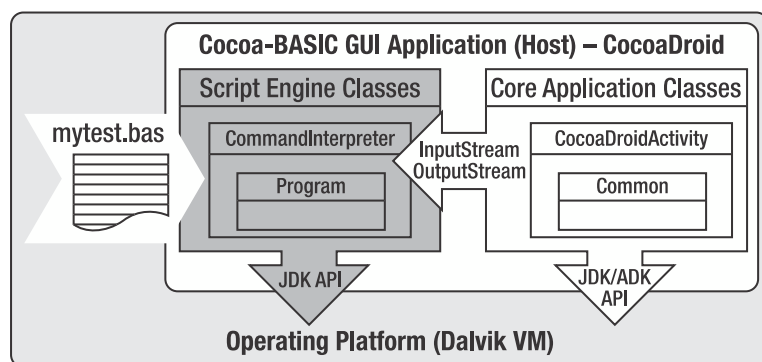 Cocoa-BASIC GUI Application (Host) – CocoaDroid
Script Engine Classes
Core Application Classes
mytest.bas
CommandInterpreter
Program
InputStream
OutputStream
CocoaDroidActivity
Common
JDK API
JDK/ADK
API
Operating Platform (Dalvik VM)